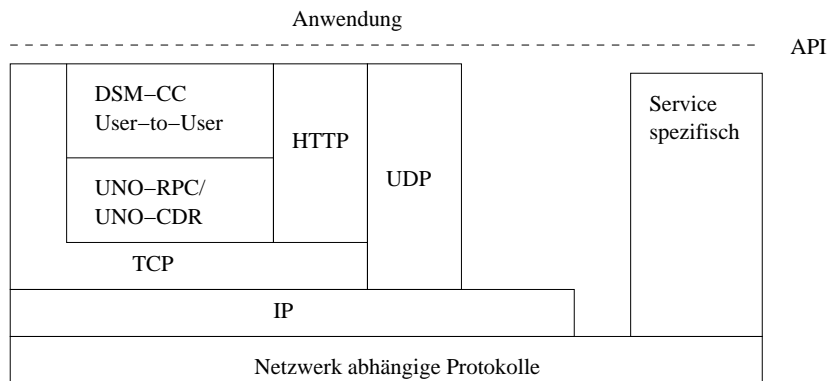 Anwendung
API
DSM−CC
User−to−User
HTTP
UDP
Service
spezifisch
UNO−RPC/
UNO−CDR
TCP
IP
Netzwerk abhängige Protokolle